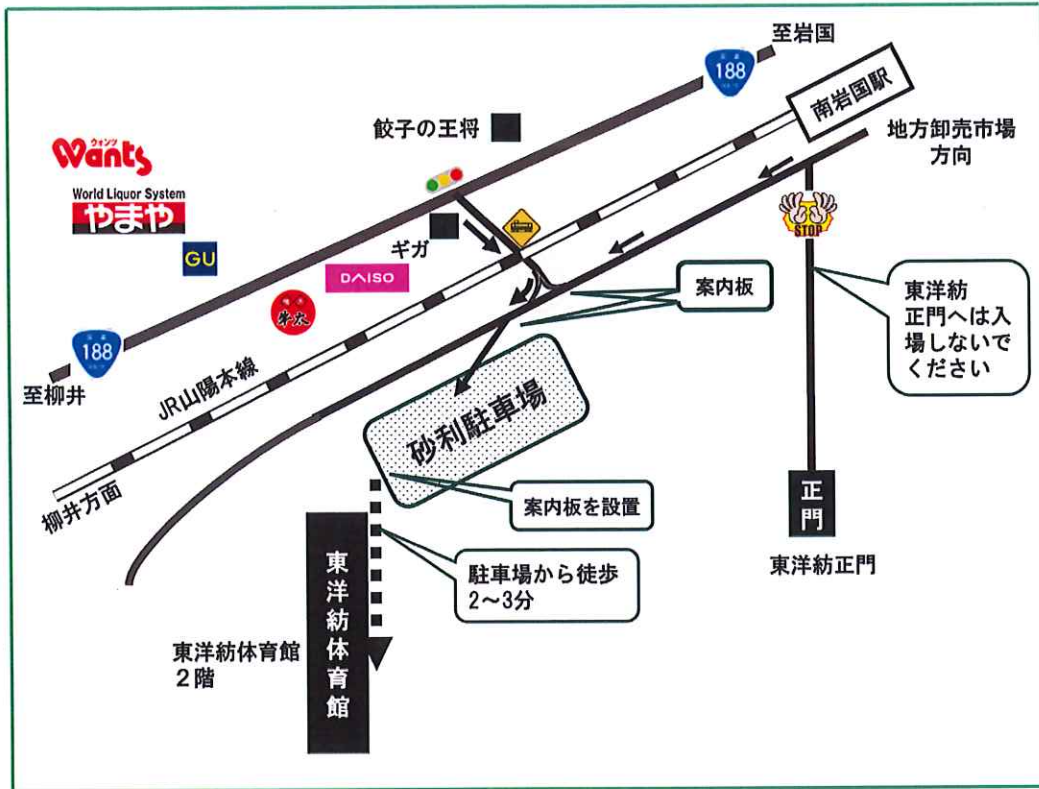 至岩国
188
南岩国駅
餃子の王将
地方卸売市場
方向
ウォンツ
Wants
World Liquor System
やまや
STOP
ギガ
GU
DAISO
案内板
東洋紡
正門へは入
場しないで
ください
188
至柳井
JR山陽本線
砂利駐車場
柳井方面
案内板を設置
正門
東洋紡正門
駐車場から徒歩
2～3分
東洋紡体育館
東洋紡体育館
２階